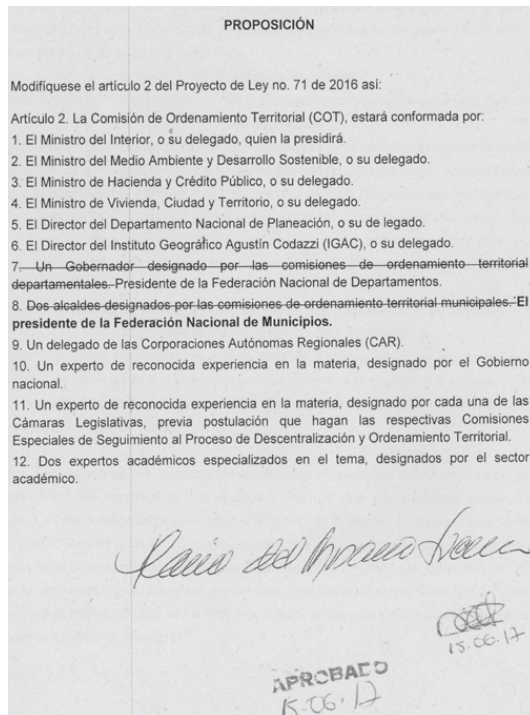 PROPOSICIÓN
Modifíquese el artículo 2 del Proyecto de Ley no. 71 de 2016 así:
Artículo 2. La Comisión de Ordenamiento Territorial (COT), estará conformada por:
1. El Ministro del Interior, o su delegado, quien la presidirá.
2. El Ministro del Medio Ambiente y Desarrollo Sostenible, o su delegado.
3. El Ministro de Hacienda y Crédito Público, o su delegado.
4. El Ministro de Vivienda, Ciudad y Territorio, o su delegado.
5. El Director del Departamento Nacional de Planeación, o su de legado.
6. El Director del Instituto Geográfico Agustín Codazzi (IGAC), o su delegado.
7. Un Gobernador designado por las comisiones de ordenamiento territorial
departamentales. Presidente de la Federación Nacional de Departamentos.
8. Dos alcaldes designados por las comisiones de ordenamiento territorial municipales. El
presidente de la Federación Nacional de Municipios.
9. Un delegado de las Corporaciones Autónomas Regionales (CAR).
10. Un experto de reconocida experiencia en la materia, designado por el Gobierno
nacional.
11. Un experto de reconocida experiencia en la materia, designado por cada una de las
Cámaras Legislativas, previa postulación que hagan las respectivas Comisiones
Especiales de Seguimiento al Proceso de Descentralización y Ordenamiento Territorial.
12. Dos expertos académicos especializados en el tema, designados por el sector
académico.
del
15.06.17
APROBADO
15.06.17